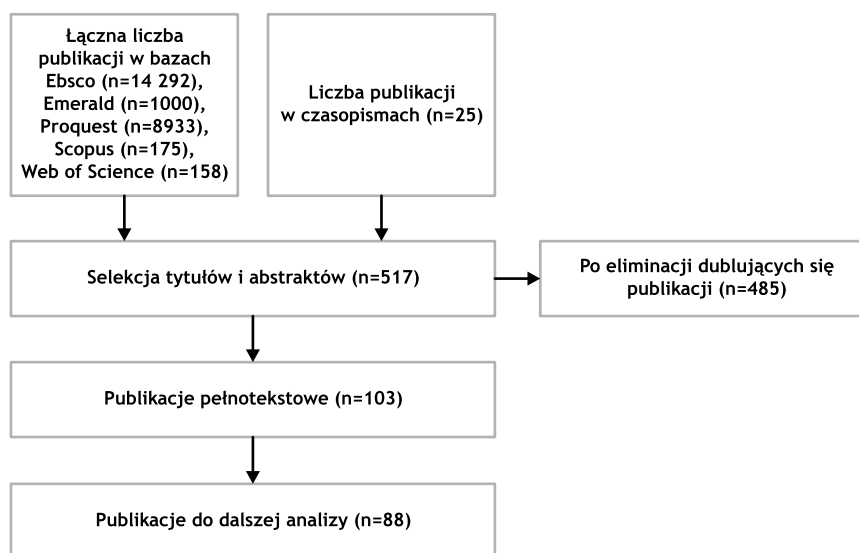 Łączna liczba
publikacji w bazach
Ebsco (n=14 292),
Emerald (n=1000),
Proquest (n=8933),
Scopus (n=175),
Web of Science (n=158)
Liczba publikacji
w czasopismach (n=25)
Selekcja tytułów i abstraktów (n=517)
Po eliminacji dublujących się
publikacji (n=485)
Publikacje pełnotekstowe (n=103)
Publikacje do dalszej analizy (n=88)